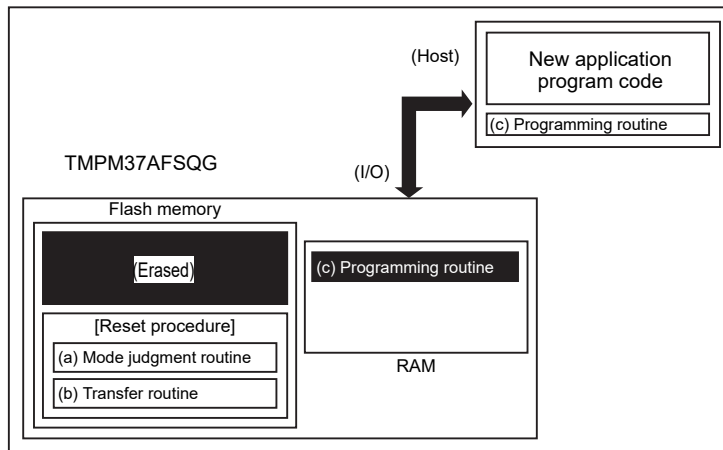 (Host)
New application
program code
(c) Programming routine
TMPM37AFSQG
(I/O)
Flash memory
(Erased)
(c) Programming routine
[Reset procedure]
(a) Mode judgment routine
(b) Transfer routine
RAM